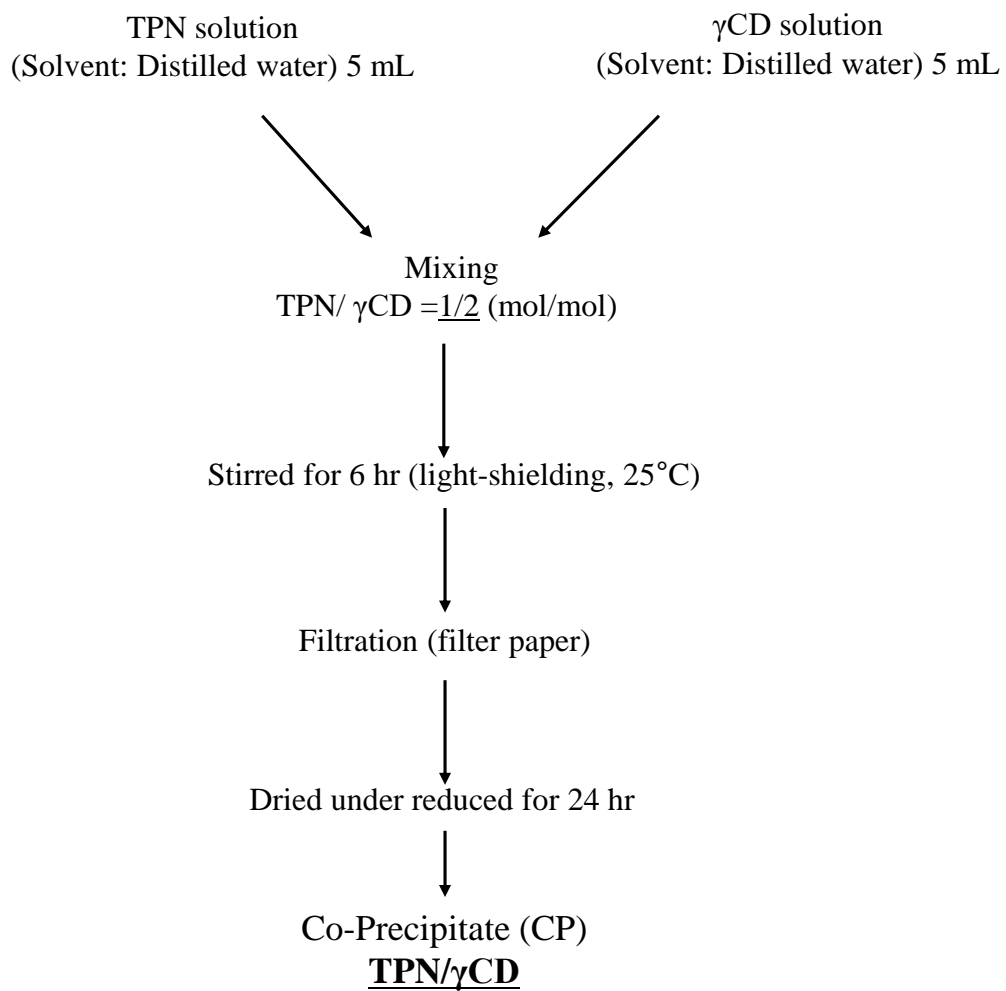 TPN solution
(Solvent: Distilled water) 5 mL
γCD solution
(Solvent: Distilled water) 5 mL
Mixing
TPN/ γCD =1/2 (mol/mol)
Stirred for 6 hr (light-shielding, 25°C)
Filtration (filter paper)
Dried under reduced for 24 hr
Co-Precipitate (CP)
TPN/γCD